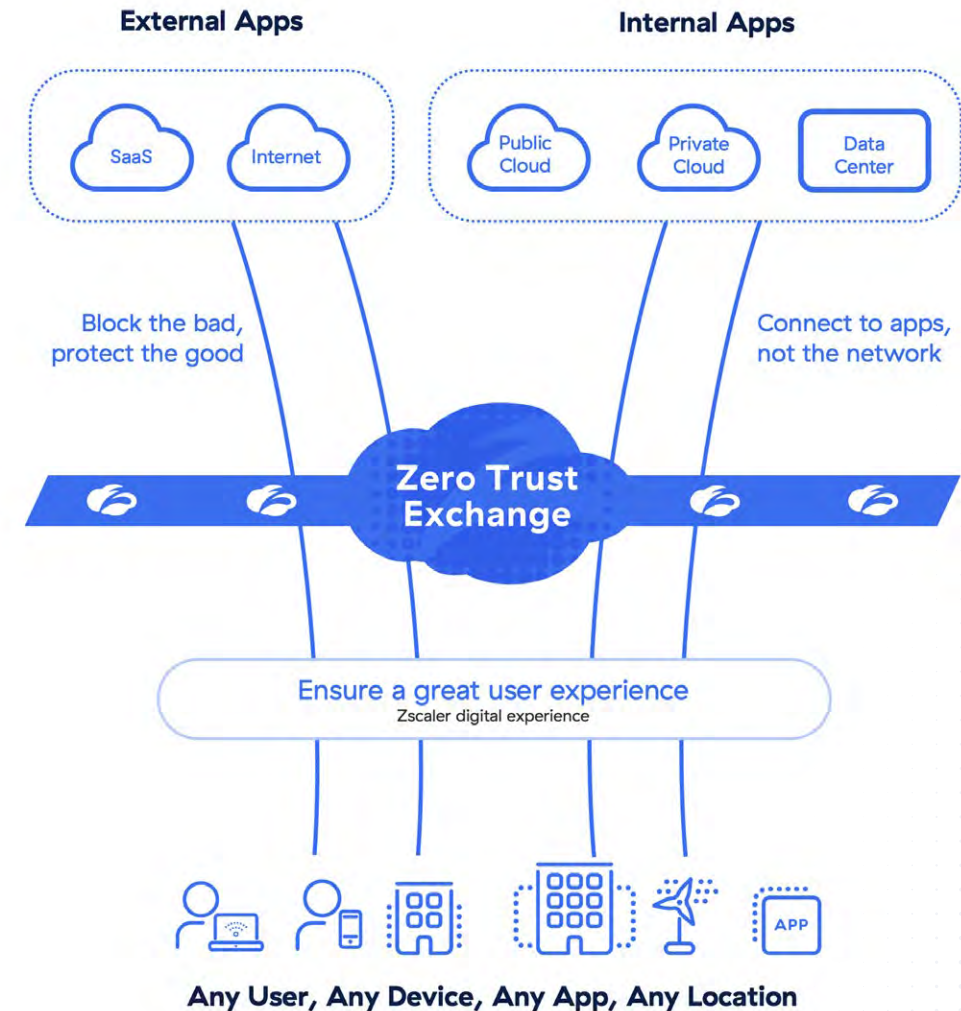 External Apps
Internal Apps
SaaS
Internet
Public
Cloud
Private
Cloud
Data
Center
Block the bad,
protect the good
Connect to apps,
not the network
Zero Trust
Exchange
Ensure a great user experience
Zscaler digital experience
APP
Any User, Any Device, Any App, Any Location